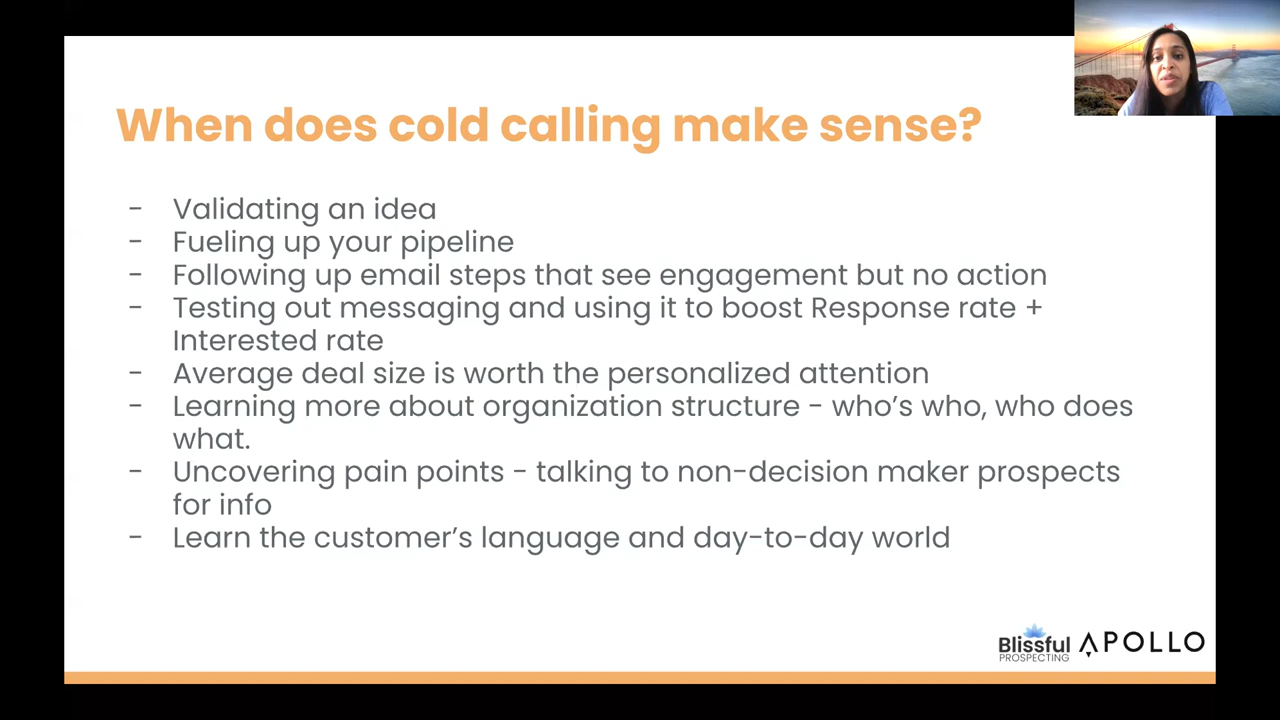 When does cold calling make sense?
- Validating an idea
- Fueling up your pipeline
- Following up email steps that see engagement but no action
- Testing out messaging and using it to boost Response rate +
Interested rate
- Average deal size is worth the personalized attention
- Learning more about organization structure - who's who, who does
what.
- Uncovering pain points - talking to non-decision maker prospects
for info
- Learn the customer's language and day-to-day world
Blissful
PROSPECTING
APOLLO